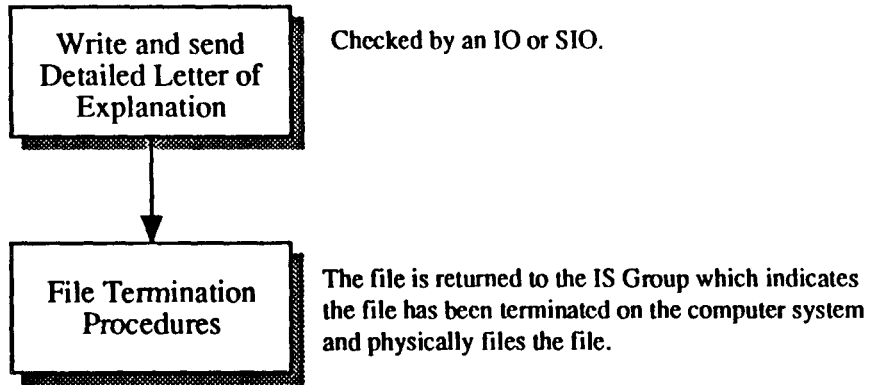 Write and send
Detailed Letter of
Explanation
Checked by an IO or SIO.
File Termination
Procedures
The file is returned to the IS Group which indicates
the file has been terminated on the computer system
and physically files the file.